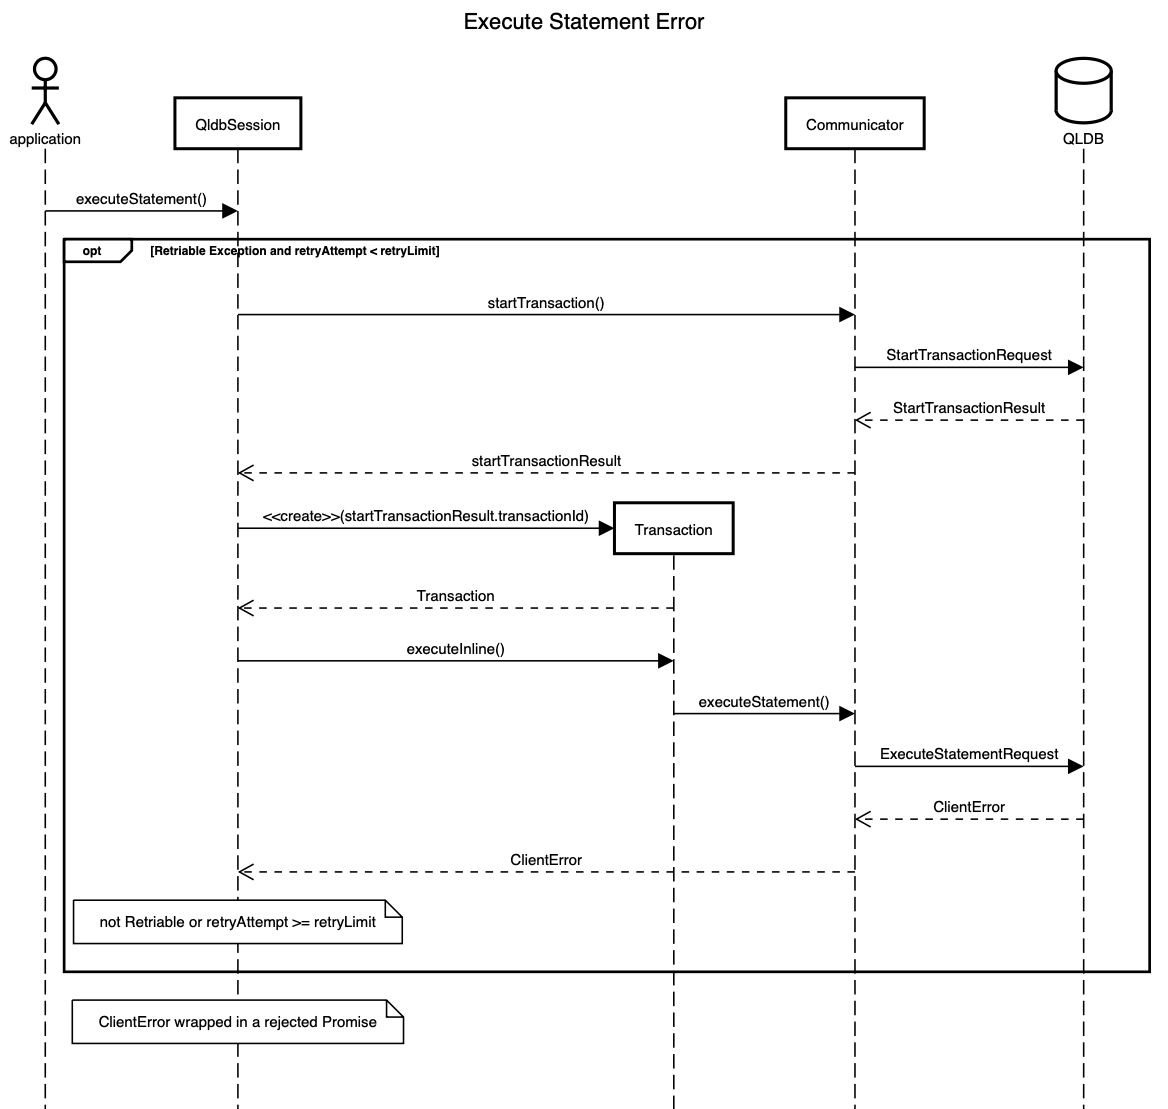 Execute Statement Error
application
QldbSession
Communicator
QLDB
executeStatement()
opt
[Retriable Exception and retryAttempt < retryLimit]
startTransaction()
StartTransactionRequest
StartTransactionResult
startTransactionResult
<<create>>(startTransactionResult.transactionId)
Transaction
Transaction
executeInline()
executeStatement()
ExecuteStatementRequest
ClientError
ClientError
not Retriable or retryAttempt >= retryLimit
ClientError wrapped in a rejected Promise